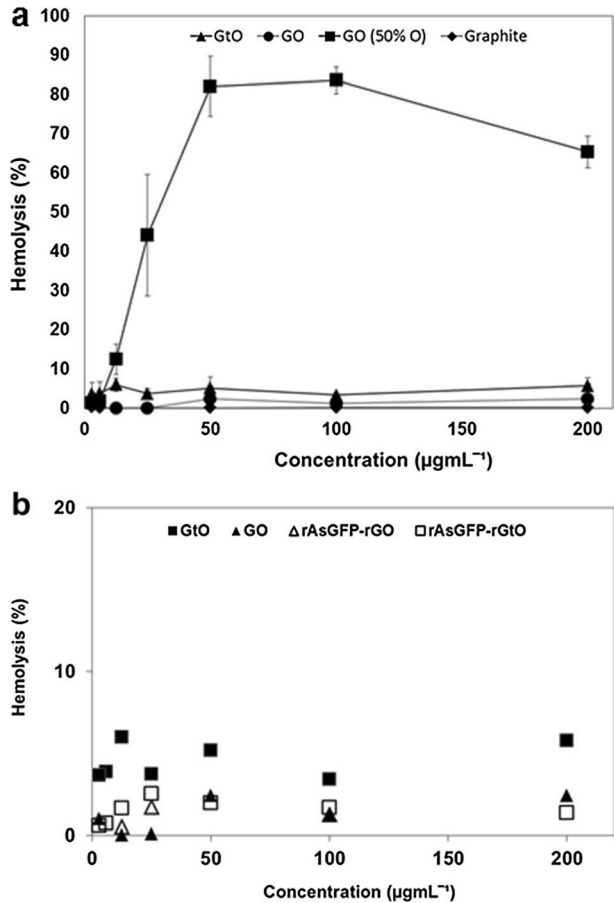 a
GtO GO GO (50% O) Graphite
Hemolysis (%)
100
90
80
70
60
50
40
30
20
10
0
0 50 100 150 200
Concentration (µgmL⁻¹)
b
GtO GO rAsGFP-rGO rAsGFP-rGtO
Hemolysis (%)
20
10
0
0 50 100 150 200
Concentration (µgmL⁻¹)